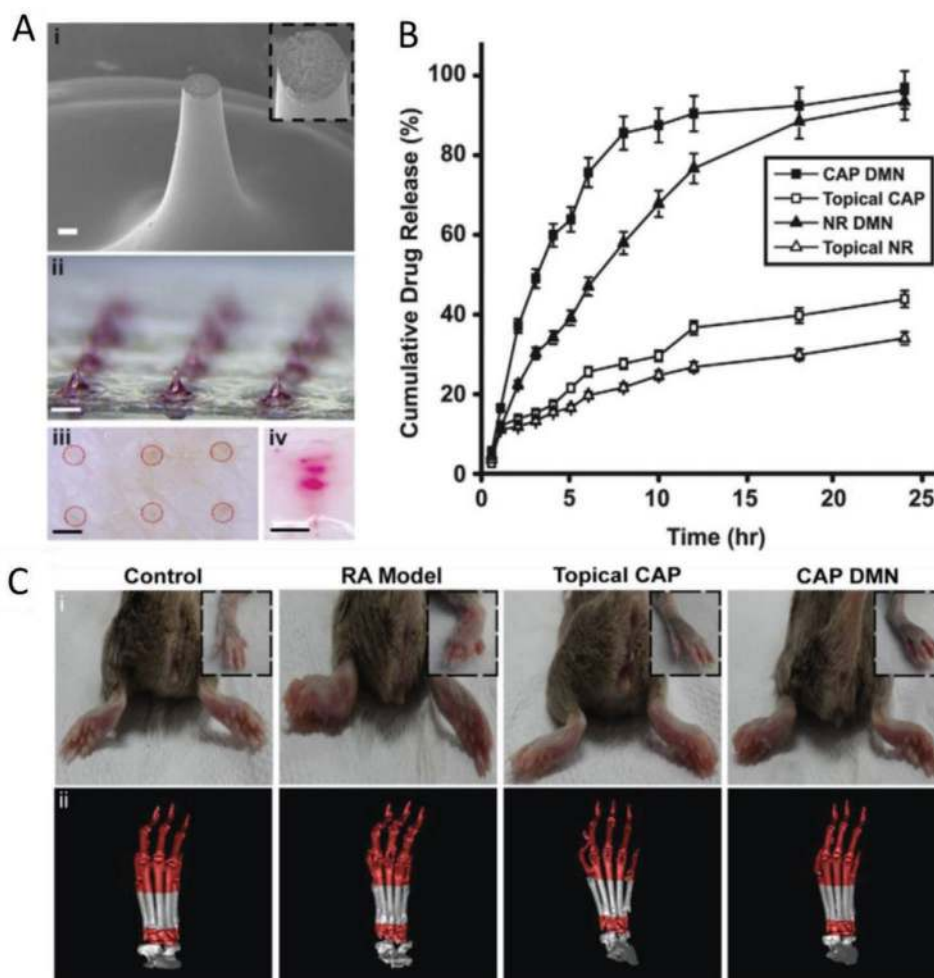 A
i
ii
iii
iv
B
Cumulative Drug Release (%)
100
80
60
40
20
0
0
5
10
15
20
25
Time (hr)
CAP DMN
Topical CAP
NR DMN
Topical NR
C
Control
RA Model
Topical CAP
CAP DMN
i
ii